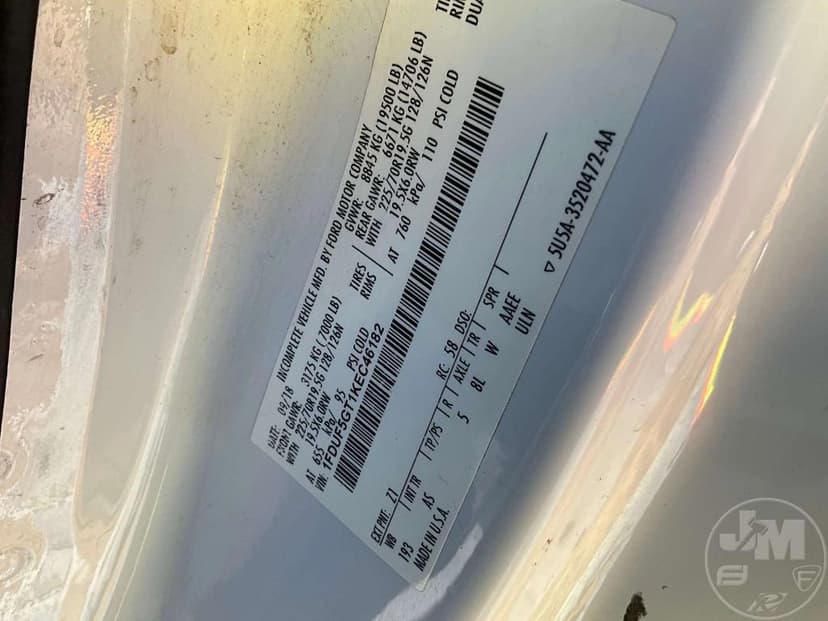 INCOMPLETE VEHICLE MFD. BY FORD MOTOR COMPANY
DATE: 09/78 GVWR: 8845 KG (19500 LB)
FRONT GAWR: 3175 KG (7000 LB) REAR GAWR: 6671 KG (14706 LB)
WITH 225/70R19.5G 128/126N TIRES WITH 225/70R19.5G 128/126N TIRES
19.5X6.0RW RIMS 19.5X6.0RW RIMS
AT 655 kPa/ 95 PSI COLD AT 760 kPa/ 110 PSI COLD DUA
VIN: 1FDUF5GT1KEC46182
EXT PNT: Z1 RC: 58 DSO:
WB INT TR TP/PS R AXLE TR SPR
193 AS 5 8L W AAEE
MADE IN U.S.A. ULN
▽ 5U5A-3520472-AA
JM